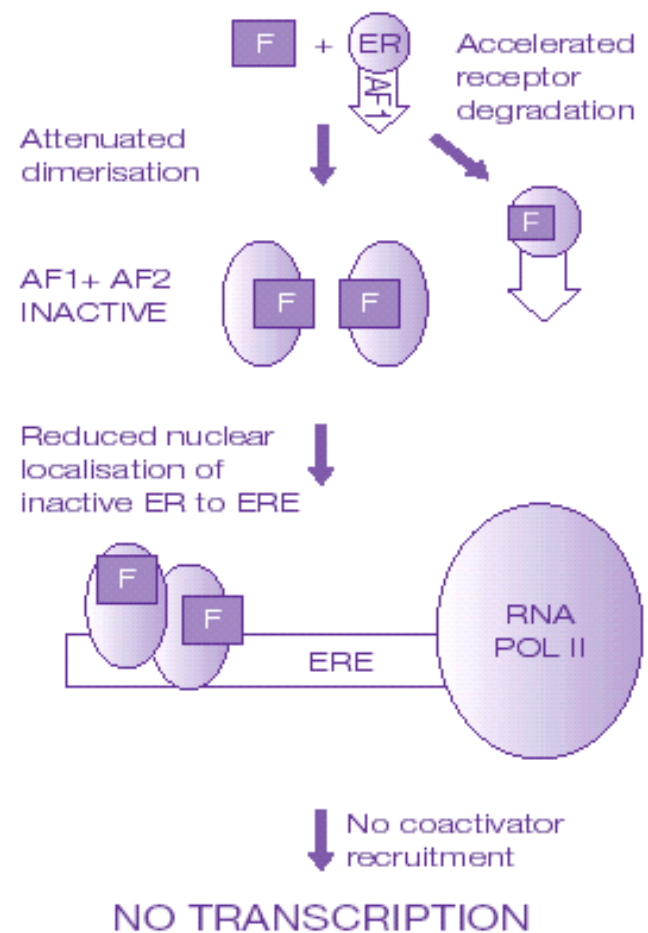 F + ER
AF1
Accelerated
receptor
degradation
Attenuated
dimerisation
F
AF1+ AF2
INACTIVE
F F
Reduced nuclear
localisation of
inactive ER to ERE
F
F
ERE
RNA
POL II
No coactivator
recruitment
NO TRANSCRIPTION